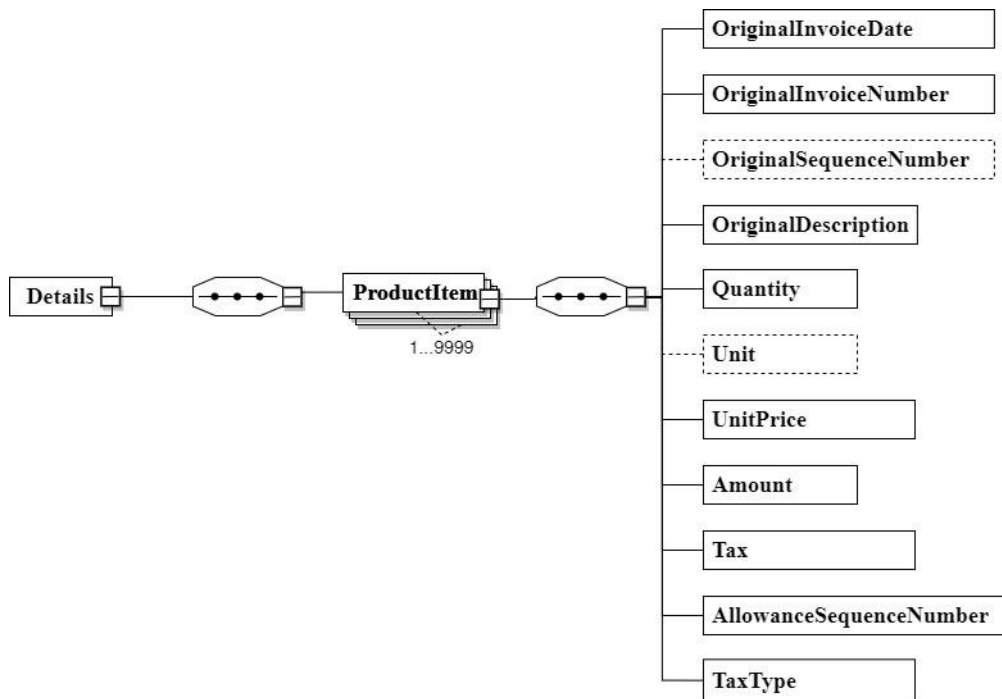 OriginalInvoiceDate
OriginalInvoiceNumber
OriginalSequenceNumber
OriginalDescription
Details
ProductItem
1...9999
Quantity
Unit
UnitPrice
Amount
Tax
AllowanceSequenceNumber
TaxType